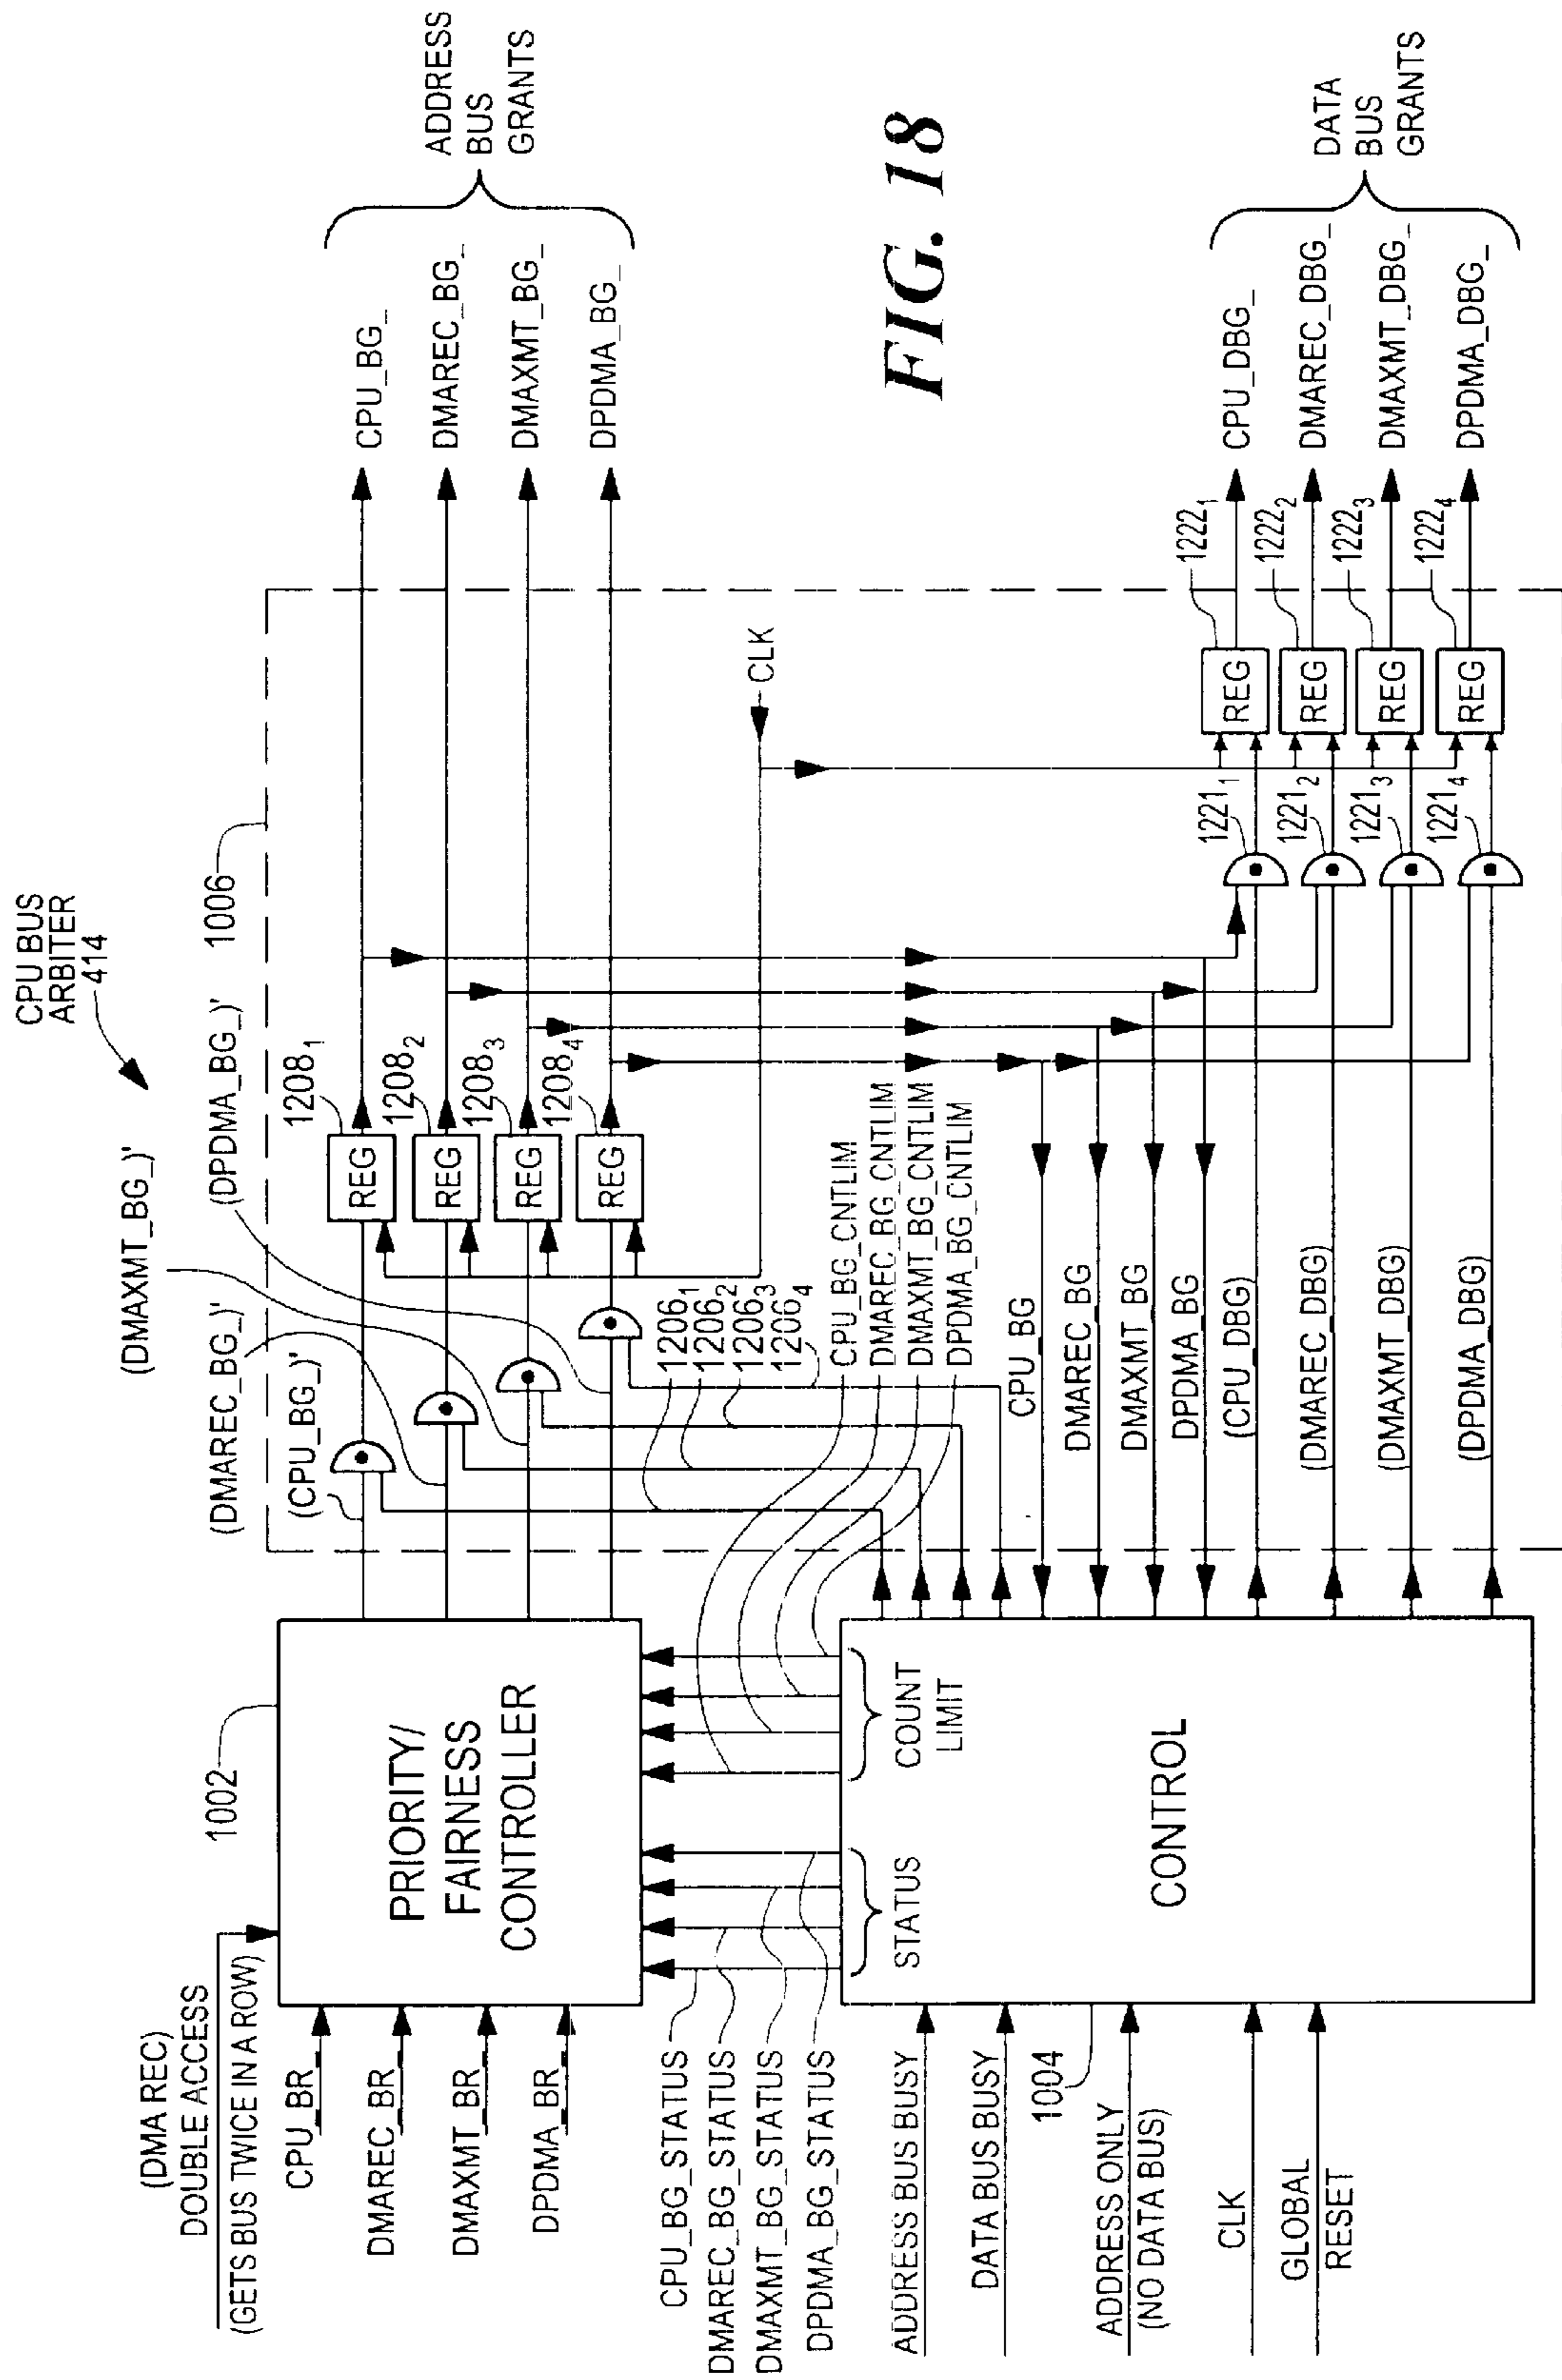 CPU BUS
ARBITER
414
(DMA REC)
DOUBLE ACCESS
(GETS BUS TWICE IN A ROW)
CPU_BR_
DMAREC_BR_
DMAXMT_BR_
DPDMA_BR_
1002
PRIORITY/
FAIRNESS
CONTROLLER
(CPU_BG_)'
(DMAREC_BG_)'
(DMAXMT_BG_)'
(DPDMA_BG_)'
1006
1208₁
1208₂
1208₃
1208₄
REG
REG
REG
REG
CPU_BG_
DMAREC_BG_
DMAXMT_BG_
DPDMA_BG_
ADDRESS
BUS
GRANTS
CLK
1206₁
1206₂
1206₃
1206₄
CPU_BG_CNTLIM
DMAREC_BG_CNTLIM
DMAXMT_BG_CNTLIM
DPDMA_BG_CNTLIM
CPU_BG_STATUS
DMAREC_BG_STATUS
DMAXMT_BG_STATUS
DPDMA_BG_STATUS
STATUS
COUNT
LIMIT
CONTROL
1004
ADDRESS BUS BUSY
DATA BUS BUSY
ADDRESS ONLY
(NO DATA BUS)
CLK
GLOBAL
RESET
CPU_BG
DMAREC_BG
DMAXMT_BG
DPDMA_BG
(CPU_DBG)
(DMAREC_DBG)
(DMAXMT_DBG)
(DPDMA_DBG)
1221₁
1221₂
1221₃
1221₄
REG
REG
REG
REG
1222₁
1222₂
1222₃
1222₄
CPU_DBG_
DMAREC_DBG_
DMAXMT_DBG_
DPDMA_DBG_
DATA
BUS
GRANTS
FIG. 18